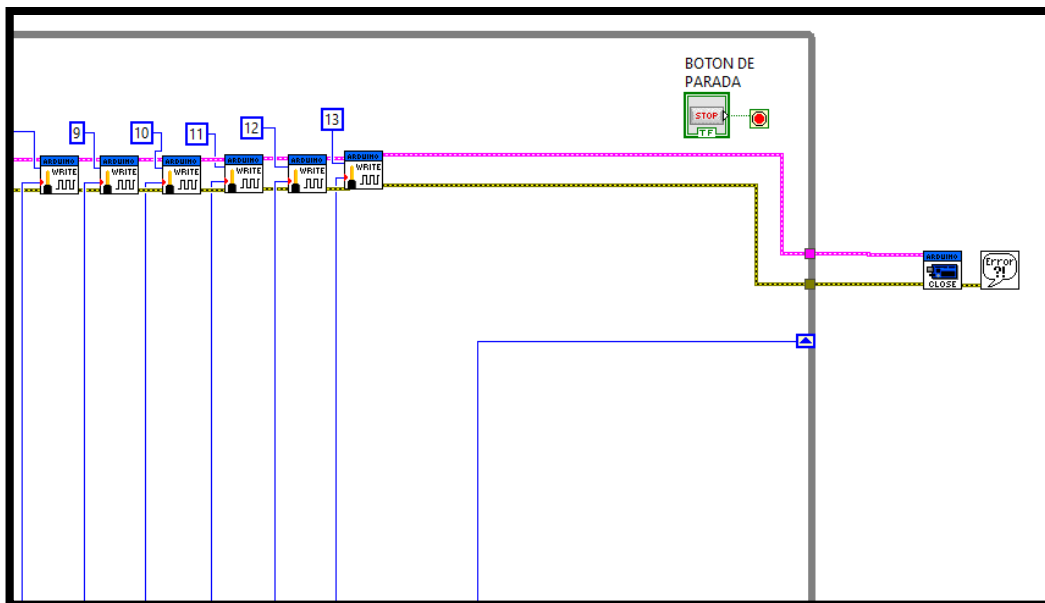 BOTON DE
PARADA
STOP
TF
9
10
11
12
13
ARDUINO
WRITE
ARDUINO
WRITE
ARDUINO
WRITE
ARDUINO
WRITE
ARDUINO
WRITE
ARDUINO
WRITE
ARDUINO
CLOSE
Error
?!